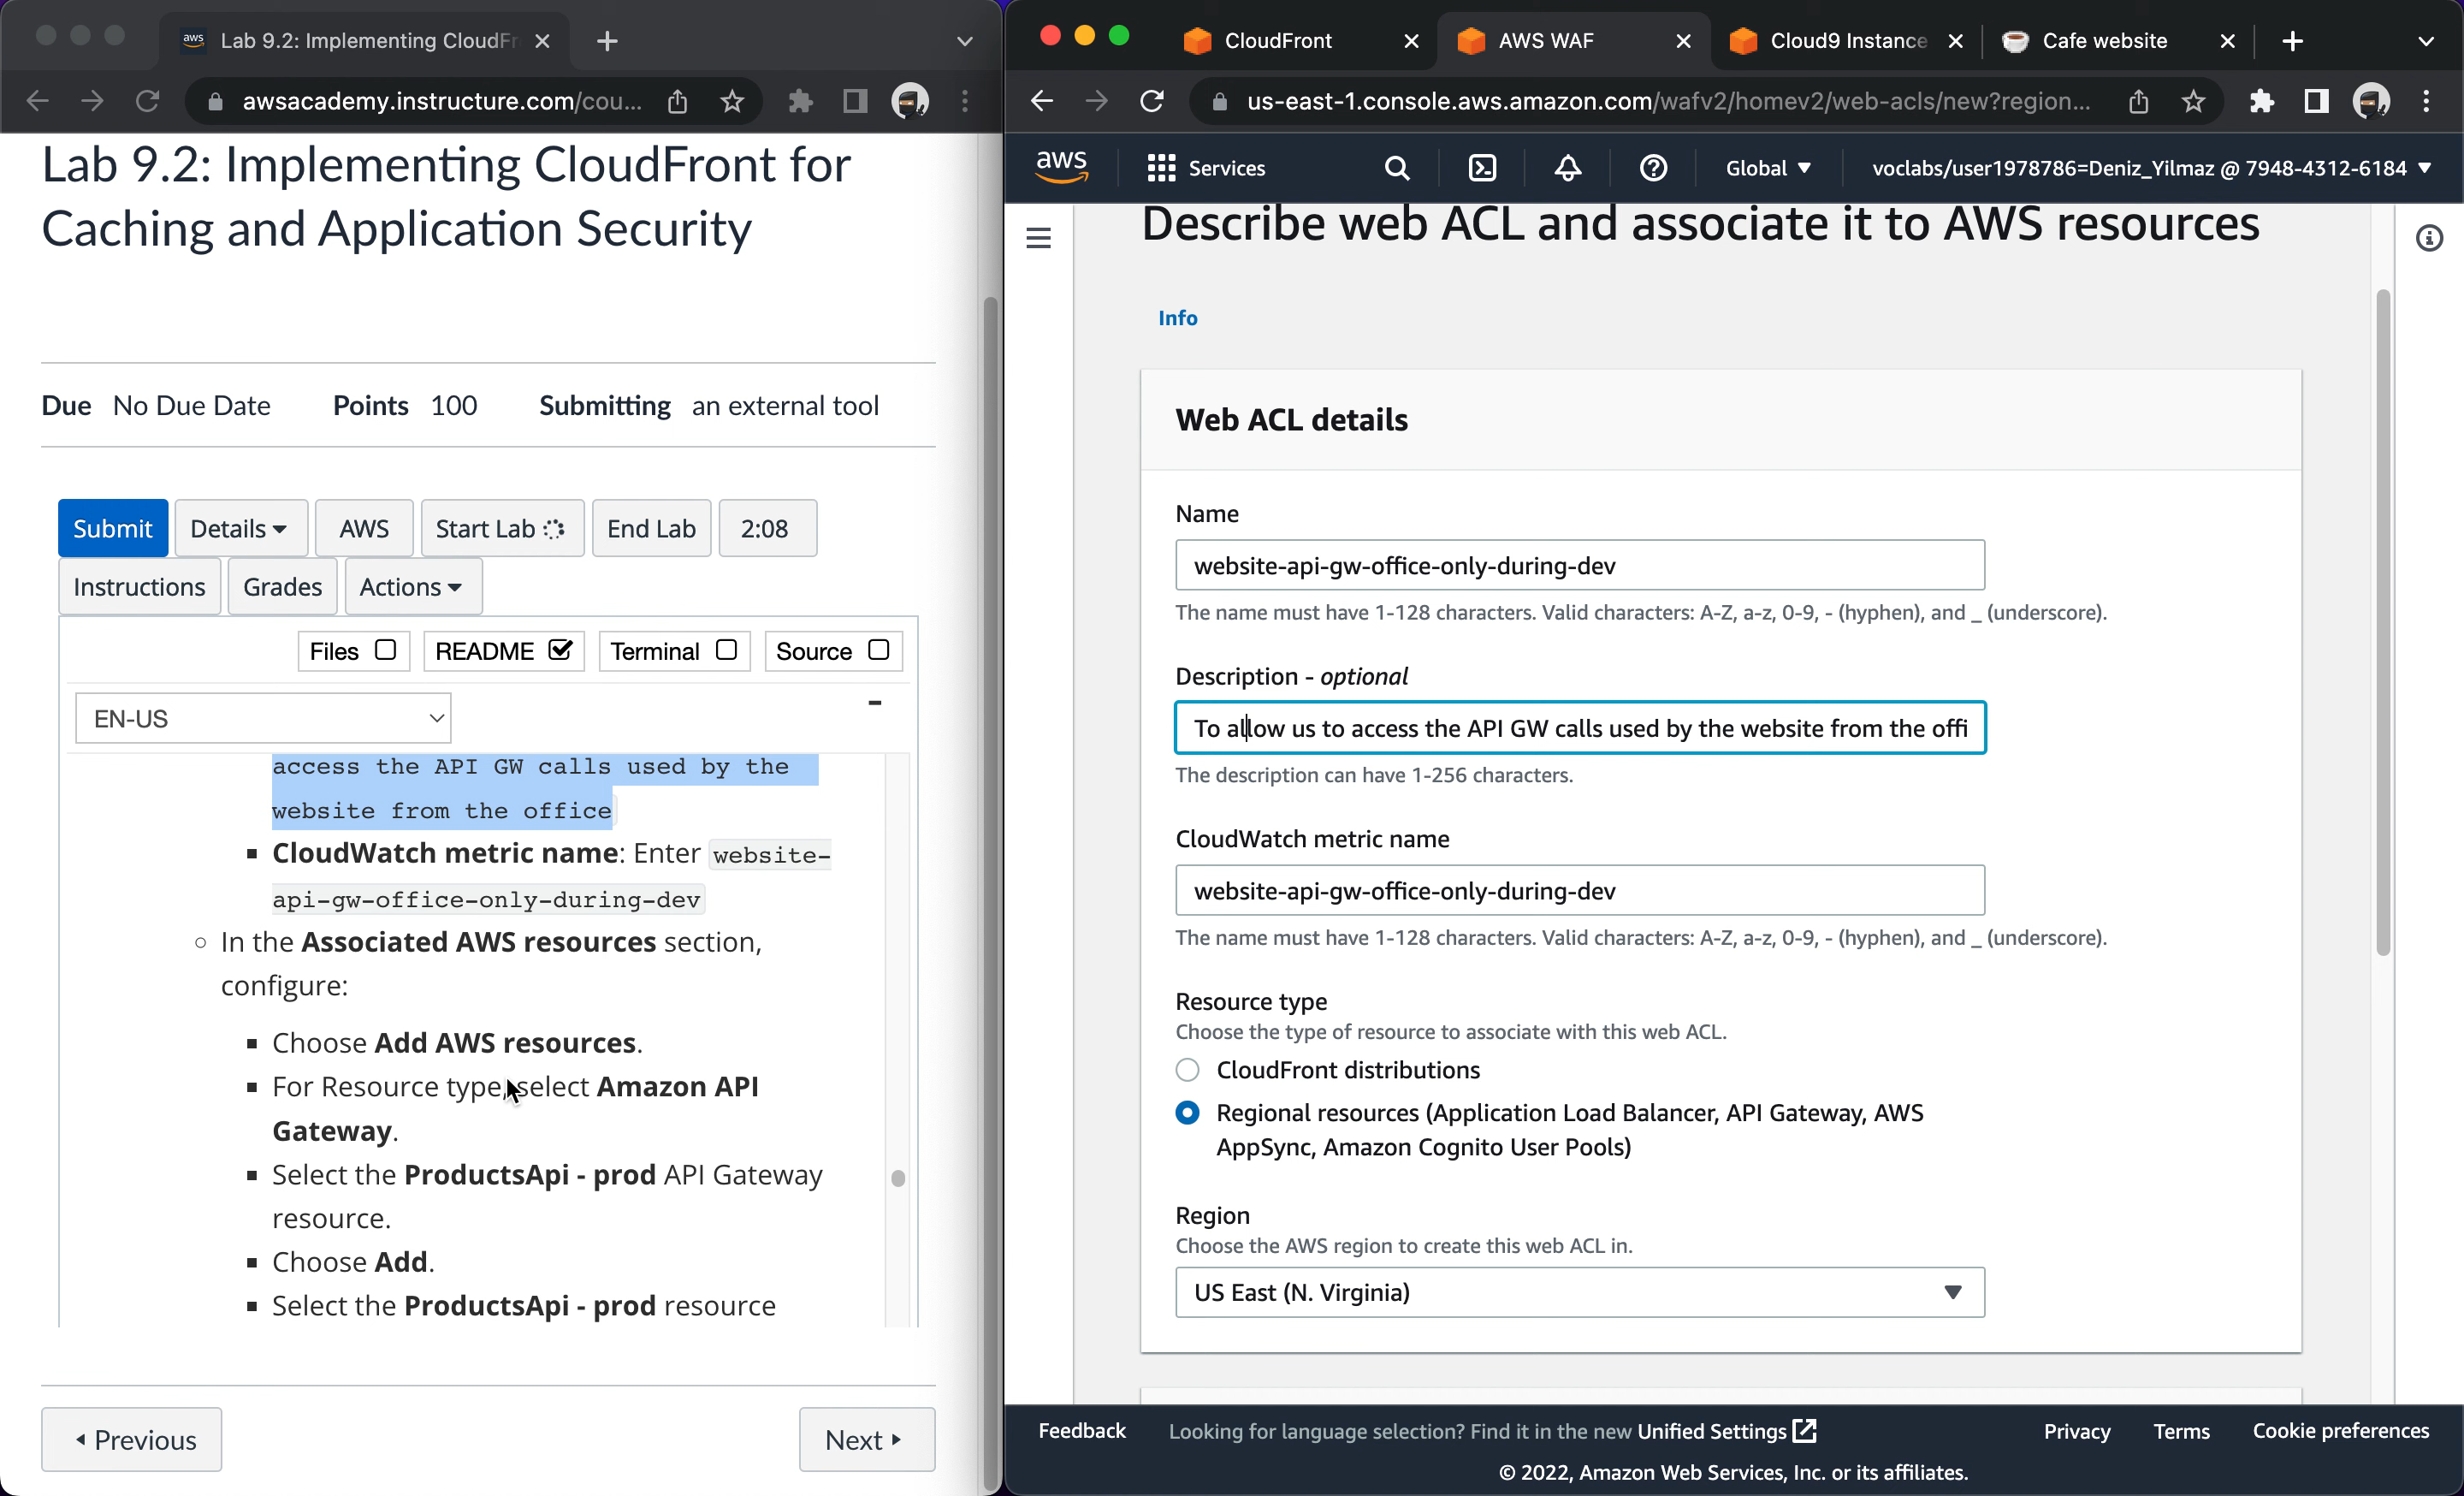 aws Lab 9.2: Implementing CloudFr
awsacademy.instructure.com/cou...
Lab 9.2: Implementing CloudFront for
Caching and Application Security
Due No Due Date Points 100 Submitting an external tool
Submit Details AWS Start Lab End Lab 2:08
Instructions Grades Actions
Files README Terminal Source
EN-US
access the API GW calls used by the
website from the office
CloudWatch metric name: Enter website-
api-gw-office-only-during-dev
In the Associated AWS resources section,
configure:
Choose Add AWS resources.
For Resource type, select Amazon API
Gateway.
Select the ProductsApi - prod API Gateway
resource.
Choose Add.
Select the ProductsApi - prod resource
Previous Next
CloudFront AWS WAF Cloud9 Instance Cafe website
us-east-1.console.aws.amazon.com/wafv2/homev2/web-acls/new?region...
aws Services Global voclabs/user1978786=Deniz_Yilmaz @ 7948-4312-6184
Describe web ACL and associate it to AWS resources
Info
Web ACL details
Name
website-api-gw-office-only-during-dev
The name must have 1-128 characters. Valid characters: A-Z, a-z, 0-9, - (hyphen), and _ (underscore).
Description - optional
To allow us to access the API GW calls used by the website from the offi
The description can have 1-256 characters.
CloudWatch metric name
website-api-gw-office-only-during-dev
The name must have 1-128 characters. Valid characters: A-Z, a-z, 0-9, - (hyphen), and _ (underscore).
Resource type
Choose the type of resource to associate with this web ACL.
CloudFront distributions
Regional resources (Application Load Balancer, API Gateway, AWS
AppSync, Amazon Cognito User Pools)
Region
Choose the AWS region to create this web ACL in.
US East (N. Virginia)
Feedback Looking for language selection? Find it in the new Unified Settings Privacy Terms Cookie preferences
© 2022, Amazon Web Services, Inc. or its affiliates.